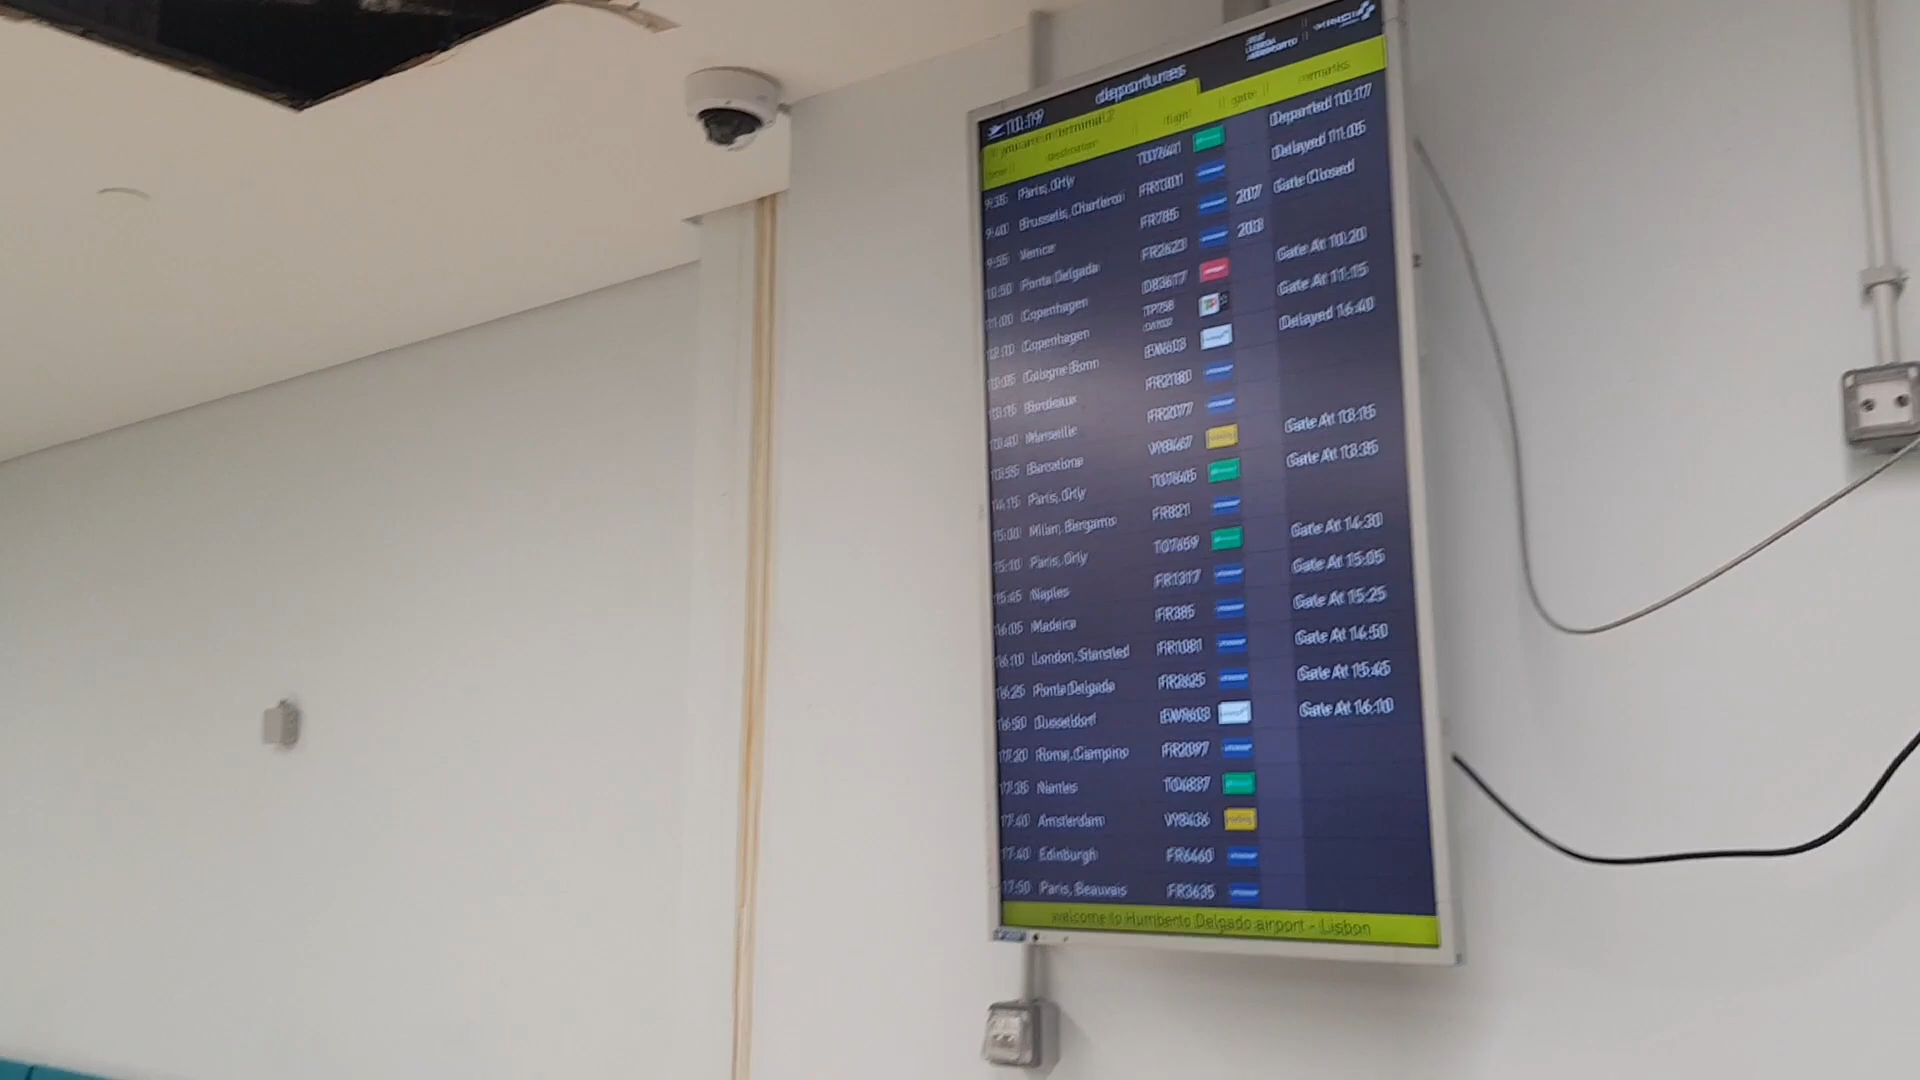 10:19 departures
flight gate remarks
destination
9:35 Paris, Orly TO7641 Departed 10:17
9:40 Brussels, Charleroi FR1301 Delayed 11:05
9:55 Venice FR785 207 Gate Closed
10:50 Ponta Delgada FR2623 203
11:00 Copenhagen D83617 Gate At 10:20
12:10 Copenhagen TP758 Gate At 11:15
13:05 Cologne Bonn Delayed 16:40
13:15 Bordeaux FR2180
13:40 Marseille FR2077
13:55 Barcelona VY8467 Gate At 13:15
14:15 Paris, Orly TO7645 Gate At 13:35
15:00 Milan, Bergamo FR821
15:10 Paris, Orly TO7659 Gate At 14:30
15:45 Naples FR1317 Gate At 15:05
16:05 Madeira FR385 Gate At 15:25
16:10 London, Stansted FR1081 Gate At 14:50
16:25 Ponta Delgada FR2625 Gate At 15:45
16:50 Dusseldorf EW9603 Gate At 16:10
17:20 Roma, Ciampino FR2097
17:35 Nantes TO4837
17:40 Amsterdam VY8436
17:40 Edinburgh FR6460
17:50 Paris, Beauvais FR3635
welcome to Humberto Delgado airport - Lisbon